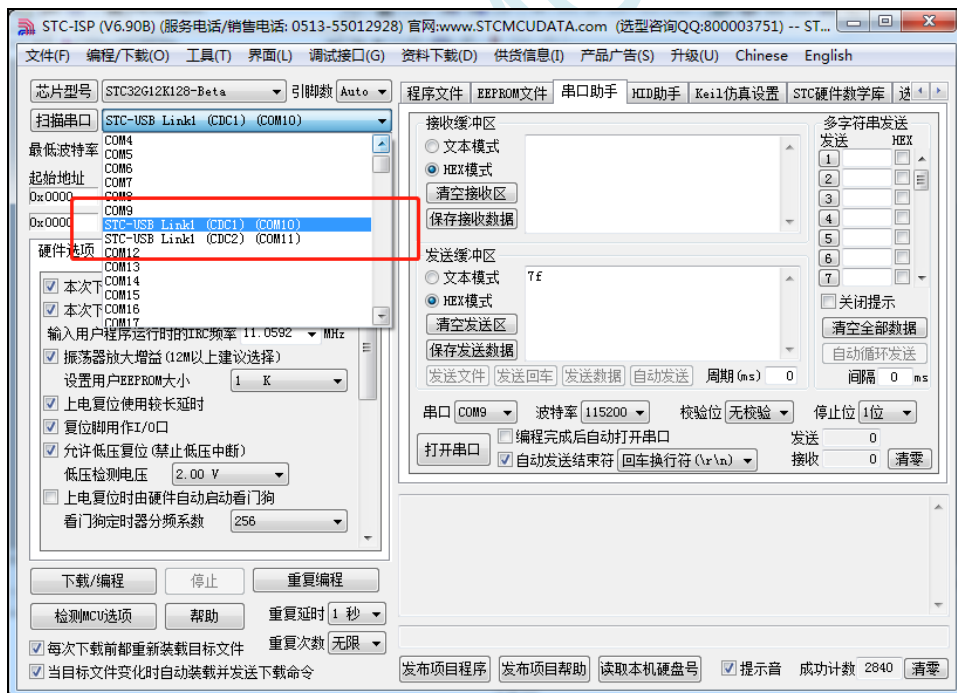 STC-ISP (V6.90B) (服务电话/销售电话: 0513-55012928) 官网:www.STCMCUDATA.com (选型咨询QQ:800003751) -- ST...
文件(F) 编程/下载(O) 工具(T) 界面(L) 调试接口(G) 资料下载(D) 供货信息(I) 产品广告(S) 升级(U) Chinese English
芯片型号 STC32G12K128-Beta 引脚数 Auto
扫描串口 STC-USB Link1 (CDC1) (COM10)
最低波特率
COM4
COM5
COM6
起始地址
COM7
0x0000
COM8
COM9
0x0000
STC-USB Link1 (CDC1) (COM10)
STC-USB Link1 (CDC2) (COM11)
COM12
硬件选项
COM13
COM14
本次下
COM15
本次下
COM16
COM17
输入用户程序运行时的IRC频率 11.0592 MHz
振荡器放大增益(12M以上建议选择)
设置用户EEPROM大小 1 K
上电复位使用较长延时
复位脚用作I/O口
允许低压复位(禁止低压中断)
低压检测电压 2.00 V
上电复位时由硬件自动启动看门狗
看门狗定时器分频系数 256
下载/编程 停止 重复编程
检测MCU选项 帮助 重复延时 1 秒
每次下载前都重新装载目标文件 重复次数 无限
当目标文件变化时自动装载并发送下载命令
程序文件 EEPROM文件 串口助手 HID助手 Keil仿真设置 STC硬件数学库 选
接收缓冲区
文本模式
HEX模式
清空接收区
保存接收数据
发送缓冲区
文本模式 7f
HEX模式
清空发送区
保存发送数据
发送文件 发送回车 发送数据 自动发送 周期(ms) 0
多字符串发送
发送 HEX
1
2
3
4
5
6
7
关闭提示
清空全部数据
自动循环发送
间隔 0 ms
串口 COM9 波特率 115200 校验位 无校验 停止位 1位
打开串口 编程完成后自动打开串口 发送 0
自动发送结束符 回车换行符(\r\n) 接收 0 清零
发布项目程序 发布项目帮助 读取本机硬盘号 提示音 成功计数 2840 清零